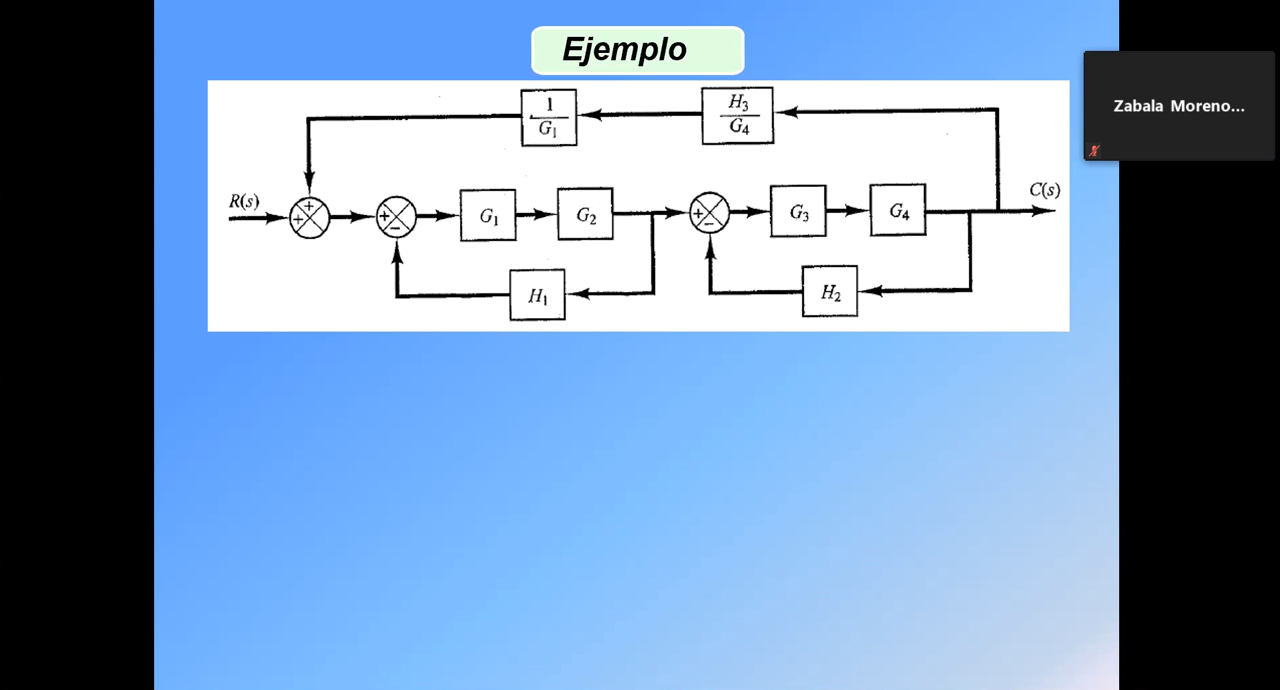 Ejemplo
Zabala Moreno...
1
G₁
H₃
G₄
R(s)
+
+
+
−
G₁
G₂
+
−
G₃
G₄
C(s)
H₁
H₂